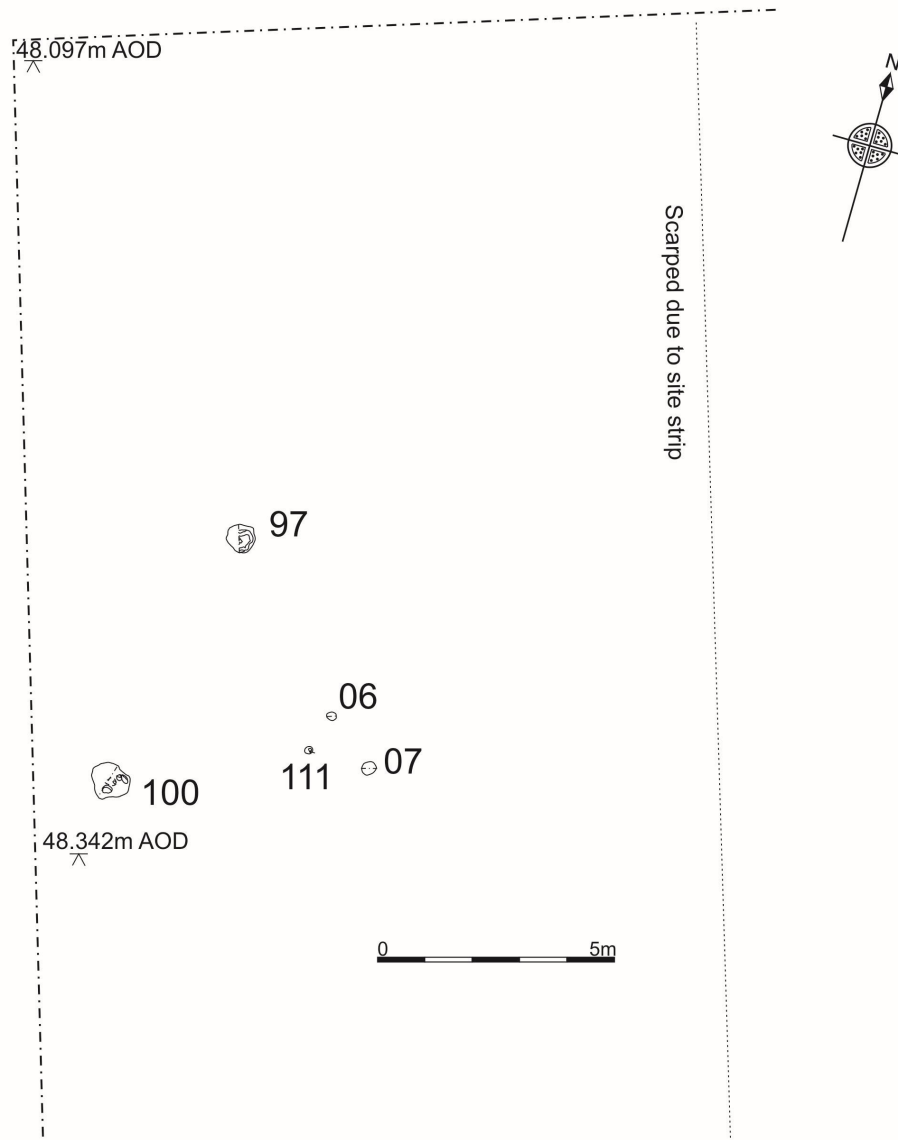 48.097m AOD
N
Scarped due to site strip
97
06
07
111
100
48.342m AOD
0 5m